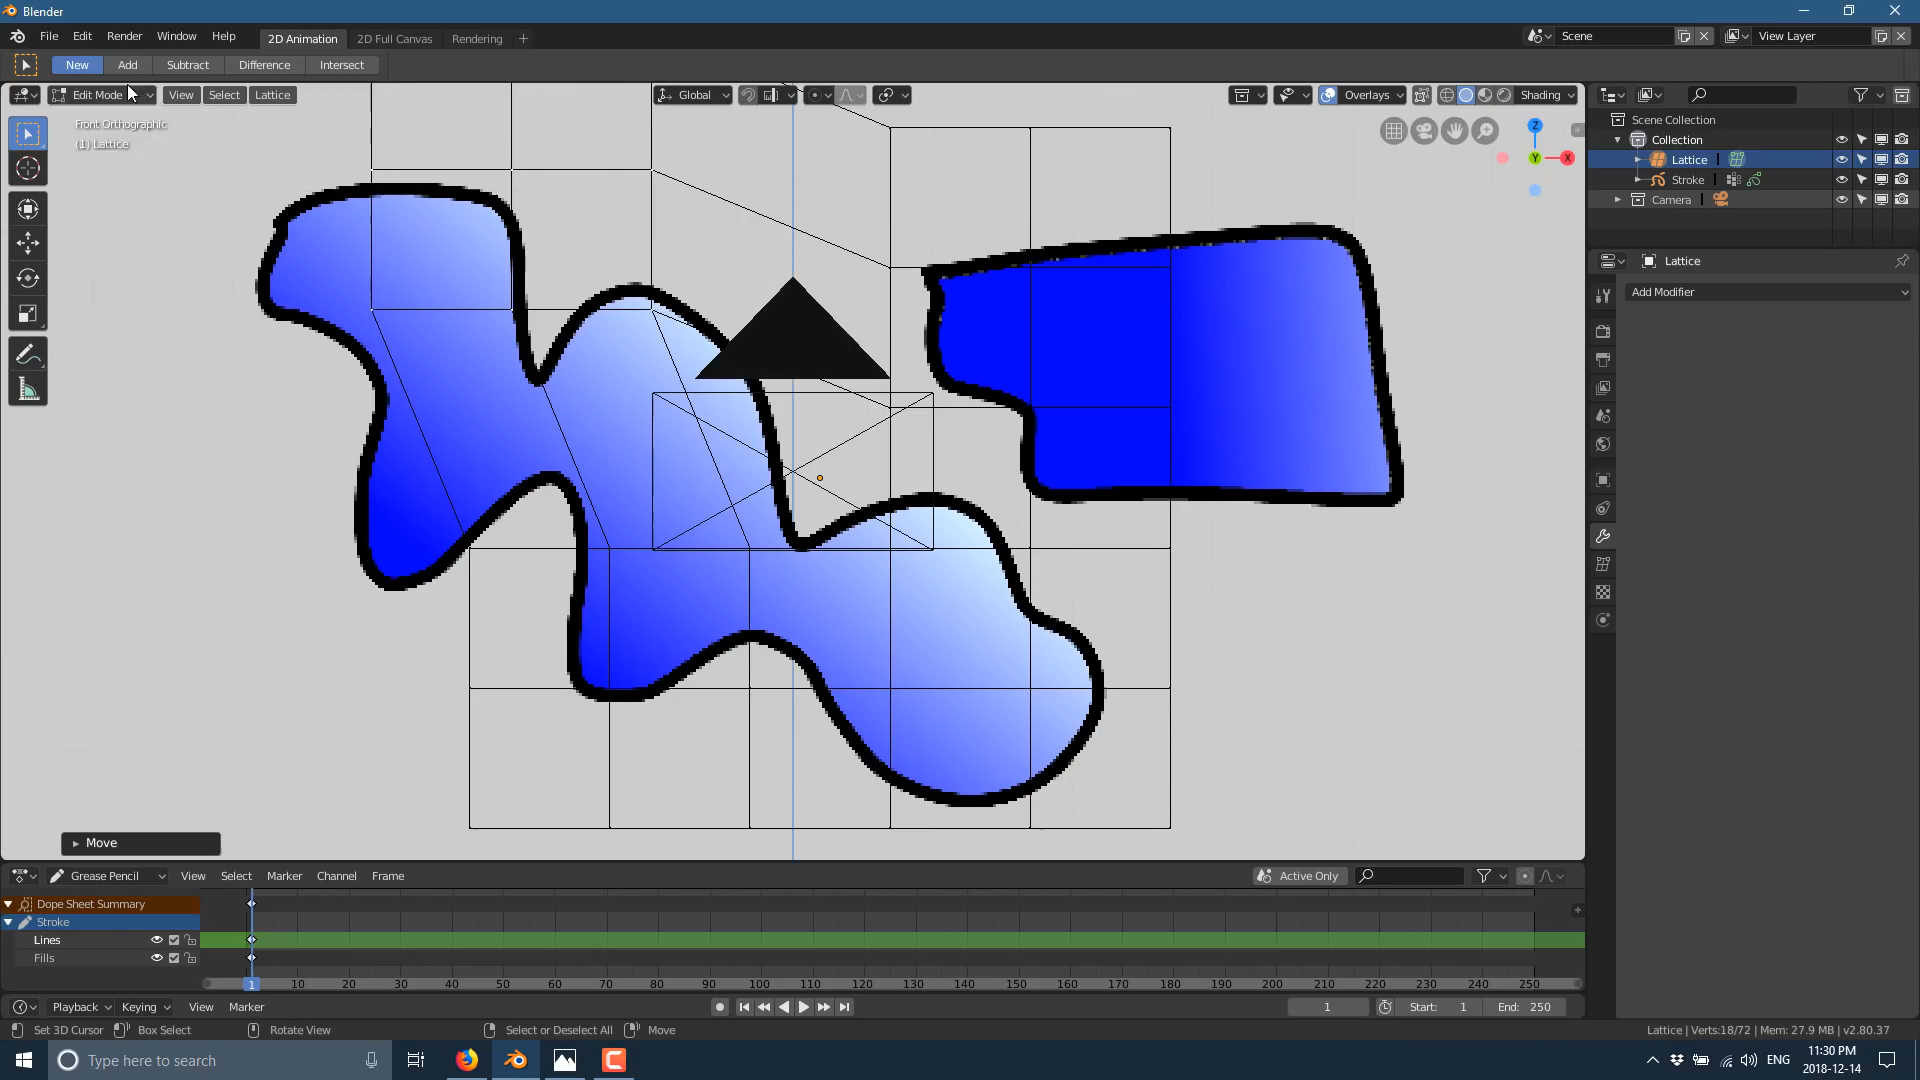 Blender
File Edit Render Window Help 2D Animation 2D Full Canvas Rendering + Scene View Layer
New Add Subtract Difference Intersect
Edit Mode View Select Lattice Global Overlays Shading
Front Orthographic
(1) Lattice
Z
Y
X
Scene Collection
Collection
Lattice
Stroke
Camera
Lattice
Add Modifier
Move
Grease Pencil View Select Marker Channel Frame Active Only
Dope Sheet Summary
Stroke
Lines
Fills
1 10 20 30 40 50 60 70 80 90 100 110 120 130 140 150 160 170 180 190 200 210 220 230 240 250
Playback Keying View Marker 1 Start: 1 End: 250
Set 3D Cursor Box Select Rotate View Select or Deselect All Move Lattice | Verts:18/72 | Mem: 27.9 MB | v2.80.37
Type here to search ENG 11:30 PM
2018-12-14